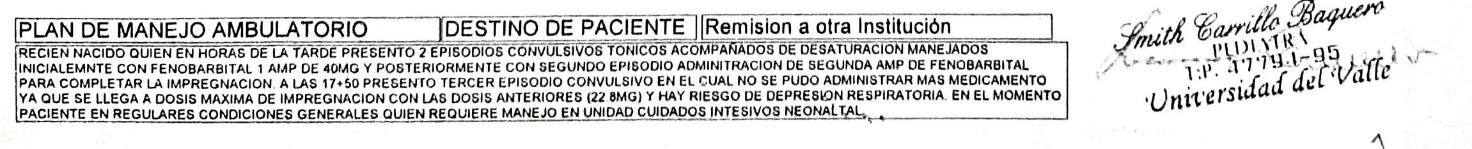 PLAN DE MANEJO AMBULATORIO DESTINO DE PACIENTE Remision a otra Institución
RECIEN NACIDO QUIEN EN HORAS DE LA TARDE PRESENTO 2 EPISODIOS CONVULSIVOS TONICOS ACOMPAÑADOS DE DESATURACION MANEJADOS
INICIALEMNTE CON FENOBARBITAL 1 AMP DE 40MG Y POSTERIORMENTE CON SEGUNDO EPISODIO ADMINITRACION DE SEGUNDA AMP DE FENOBARBITAL
PARA COMPLETAR LA IMPREGNACION. A LAS 17+50 PRESENTO TERCER EPISODIO CONVULSIVO EN EL CUAL NO SE PUDO ADMINISTRAR MAS MEDICAMENTO
YA QUE SE LLEGA A DOSIS MAXIMA DE IMPREGNACION CON LAS DOSIS ANTERIORES (22 8MG) Y HAY RIESGO DE DEPRESION RESPIRATORIA. EN EL MOMENTO
PACIENTE EN REGULARES CONDICIONES GENERALES QUIEN REQUIERE MANEJO EN UNIDAD CUIDADOS INTESIVOS NEONALTAL.
Smith Carrillo Baquero
PEDIATRA
T.P. 17791-95
Universidad del Valle